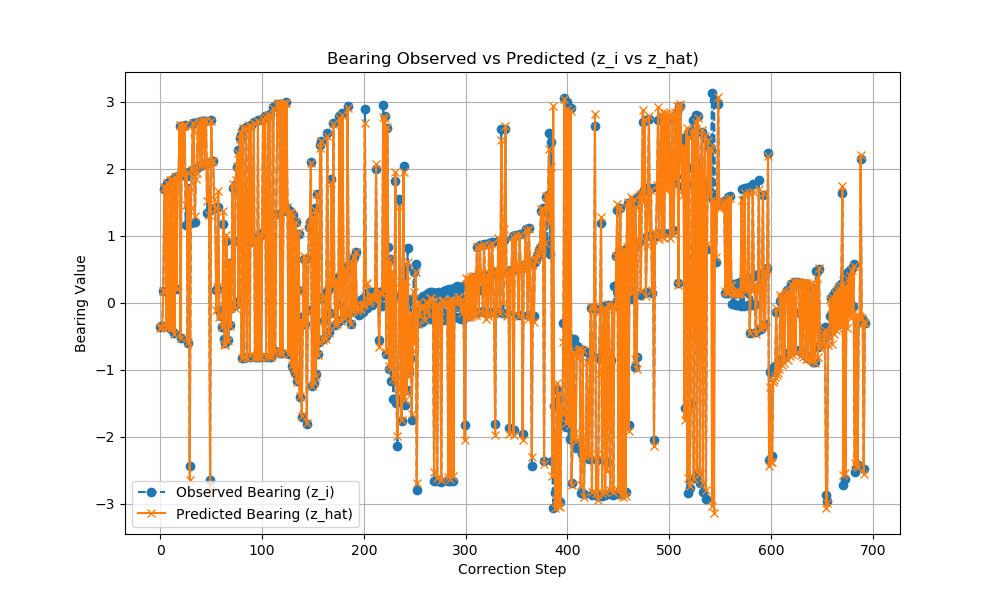 Bearing Observed vs Predicted (z_i vs z_hat)
Bearing Value
3
2
1
0
−1
−2
−3
Observed Bearing (z_i)
Predicted Bearing (z_hat)
0 100 200 300 400 500 600 700
Correction Step